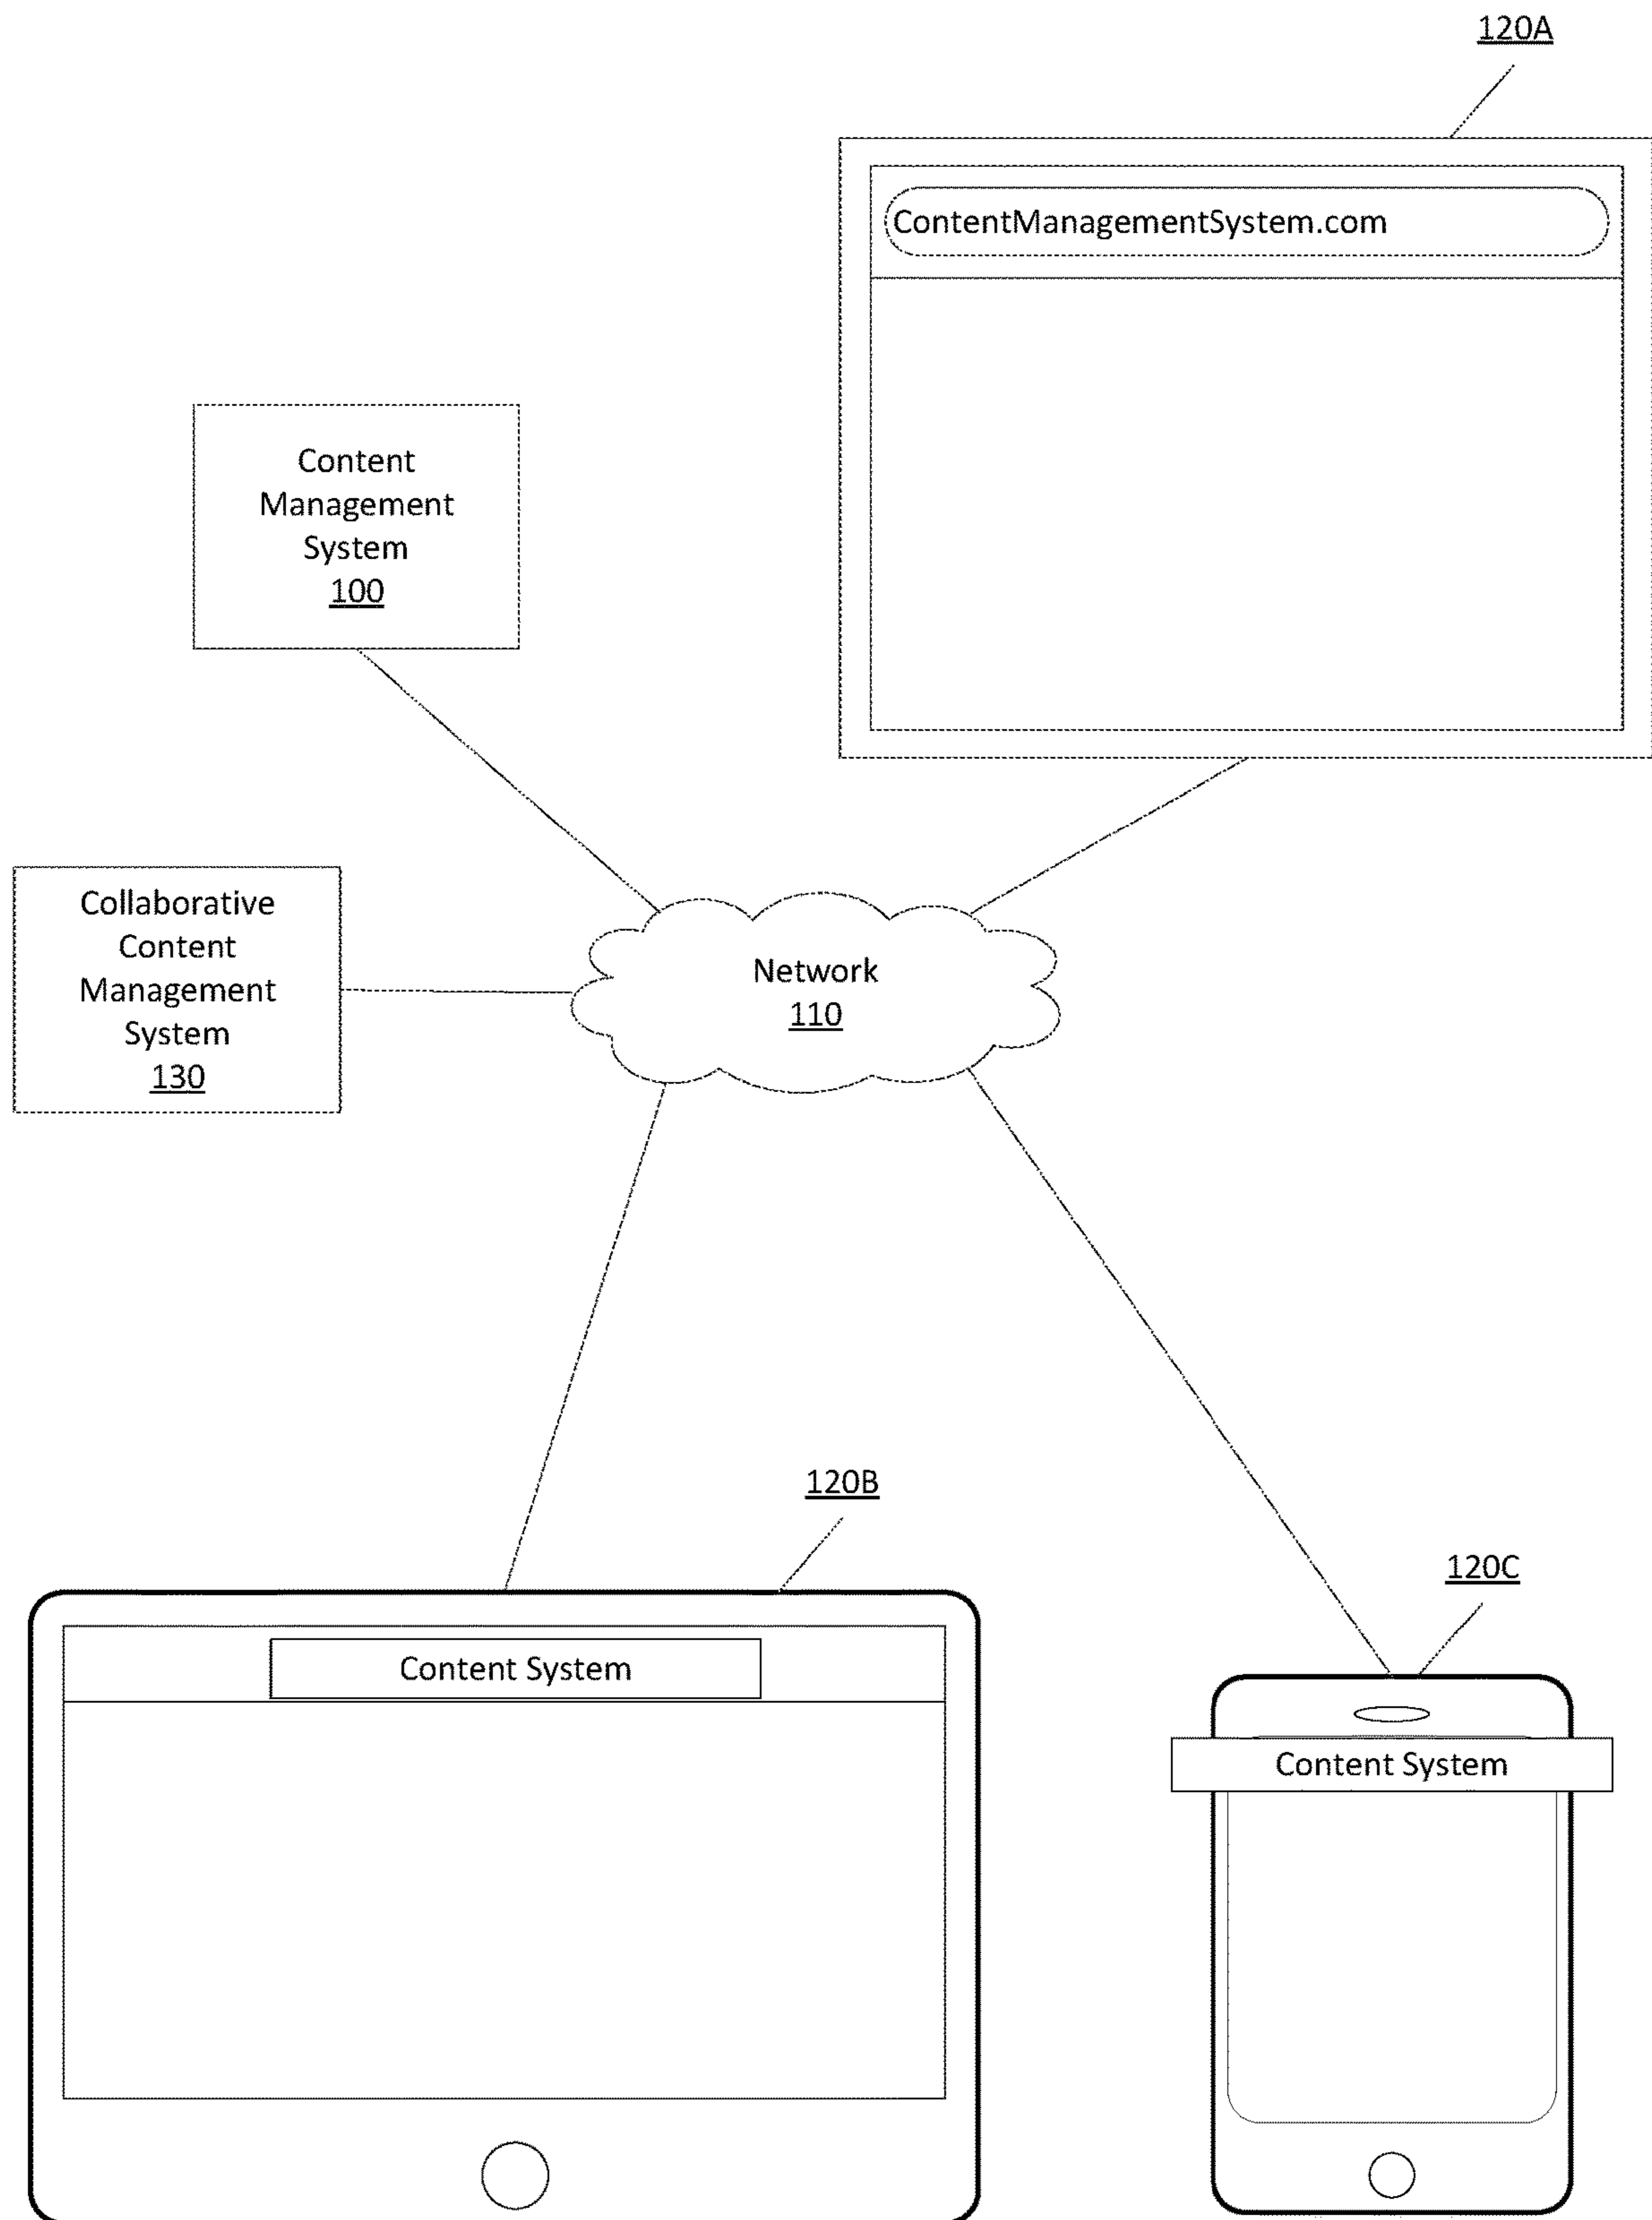 120A
ContentManagementSystem.com
Content
Management
System
100
Collaborative
Content
Management
System
130
Network
110
120B
Content System
120C
Content System